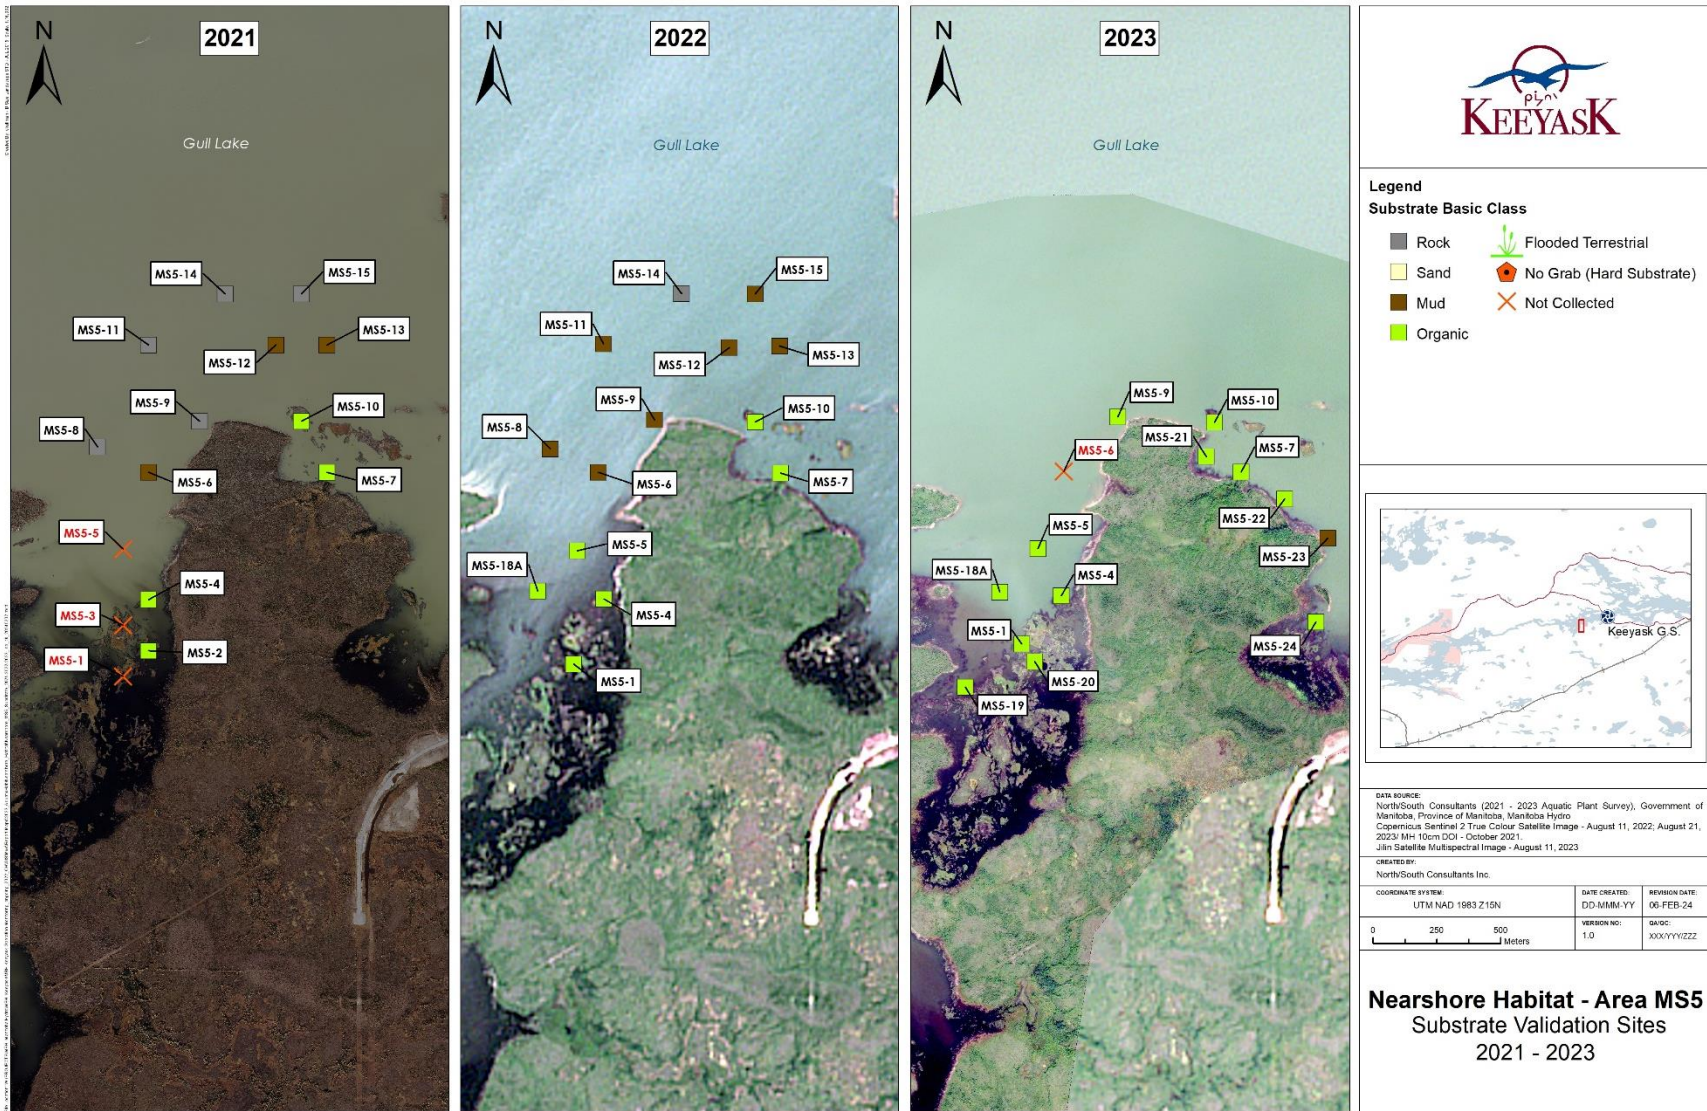 N
2021
Gull Lake
MS5-14
MS5-15
MS5-11
MS5-13
MS5-12
MS5-9
MS5-10
MS5-8
MS5-6
MS5-7
MS5-5
MS5-4
MS5-3
MS5-2
MS5-1
N
2022
Gull Lake
MS5-14
MS5-15
MS5-11
MS5-12
MS5-13
MS5-9
MS5-10
MS5-8
MS5-6
MS5-7
MS5-5
MS5-18A
MS5-4
MS5-1
N
2023
Gull Lake
MS5-9
MS5-10
MS5-21
MS5-6
MS5-7
MS5-22
MS5-5
MS5-23
MS5-18A
MS5-4
MS5-1
MS5-24
MS5-20
MS5-19
KEEYASK
Legend
Substrate Basic Class
Rock
Flooded Terrestrial
Sand
No Grab (Hard Substrate)
Mud
Not Collected
Organic
Keeyask G.S.
DATA SOURCE:
North/South Consultants (2021 - 2023 Aquatic Plant Survey), Government of
Manitoba, Province of Manitoba, Manitoba Hydro
Copernicus Sentinel 2 True Colour Satellite Image - August 11, 2022; August 21,
2023/ MH 10cm DOI - October 2021.
Jilin Satellite Multispectral Image - August 11, 2023
CREATED BY:
North/South Consultants Inc.
COORDINATE SYSTEM:
UTM NAD 1983 Z15N
DATE CREATED:
DD-MMM-YY
REVISION DATE:
06-FEB-24
0 250 500
Meters
VERSION NO:
1.0
QA/QC:
XXX/YYY/ZZZ
Nearshore Habitat - Area MS5
Substrate Validation Sites
2021 - 2023